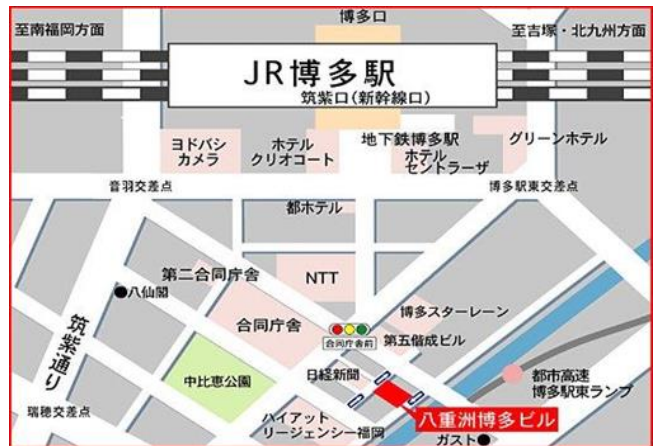 博多口
至南福岡方面
至吉塚・北九州方面
JR博多駅
筑紫口(新幹線口)
ヨドバシ
カメラ
ホテル
クリオコート
地下鉄博多駅
ホテル
セントラーザ
グリーンホテル
音羽交差点
博多駅東交差点
都ホテル
第二合同庁舎
NTT
八仙閣
合同庁舎
博多スターレーン
合同庁舎前
第五偕成ビル
筑紫通り
中比恵公園
日経新聞
都市高速
博多駅東ランプ
瑞穂交差点
ハイアット
リージェンシー福岡
八重洲博多ビル
ガスト